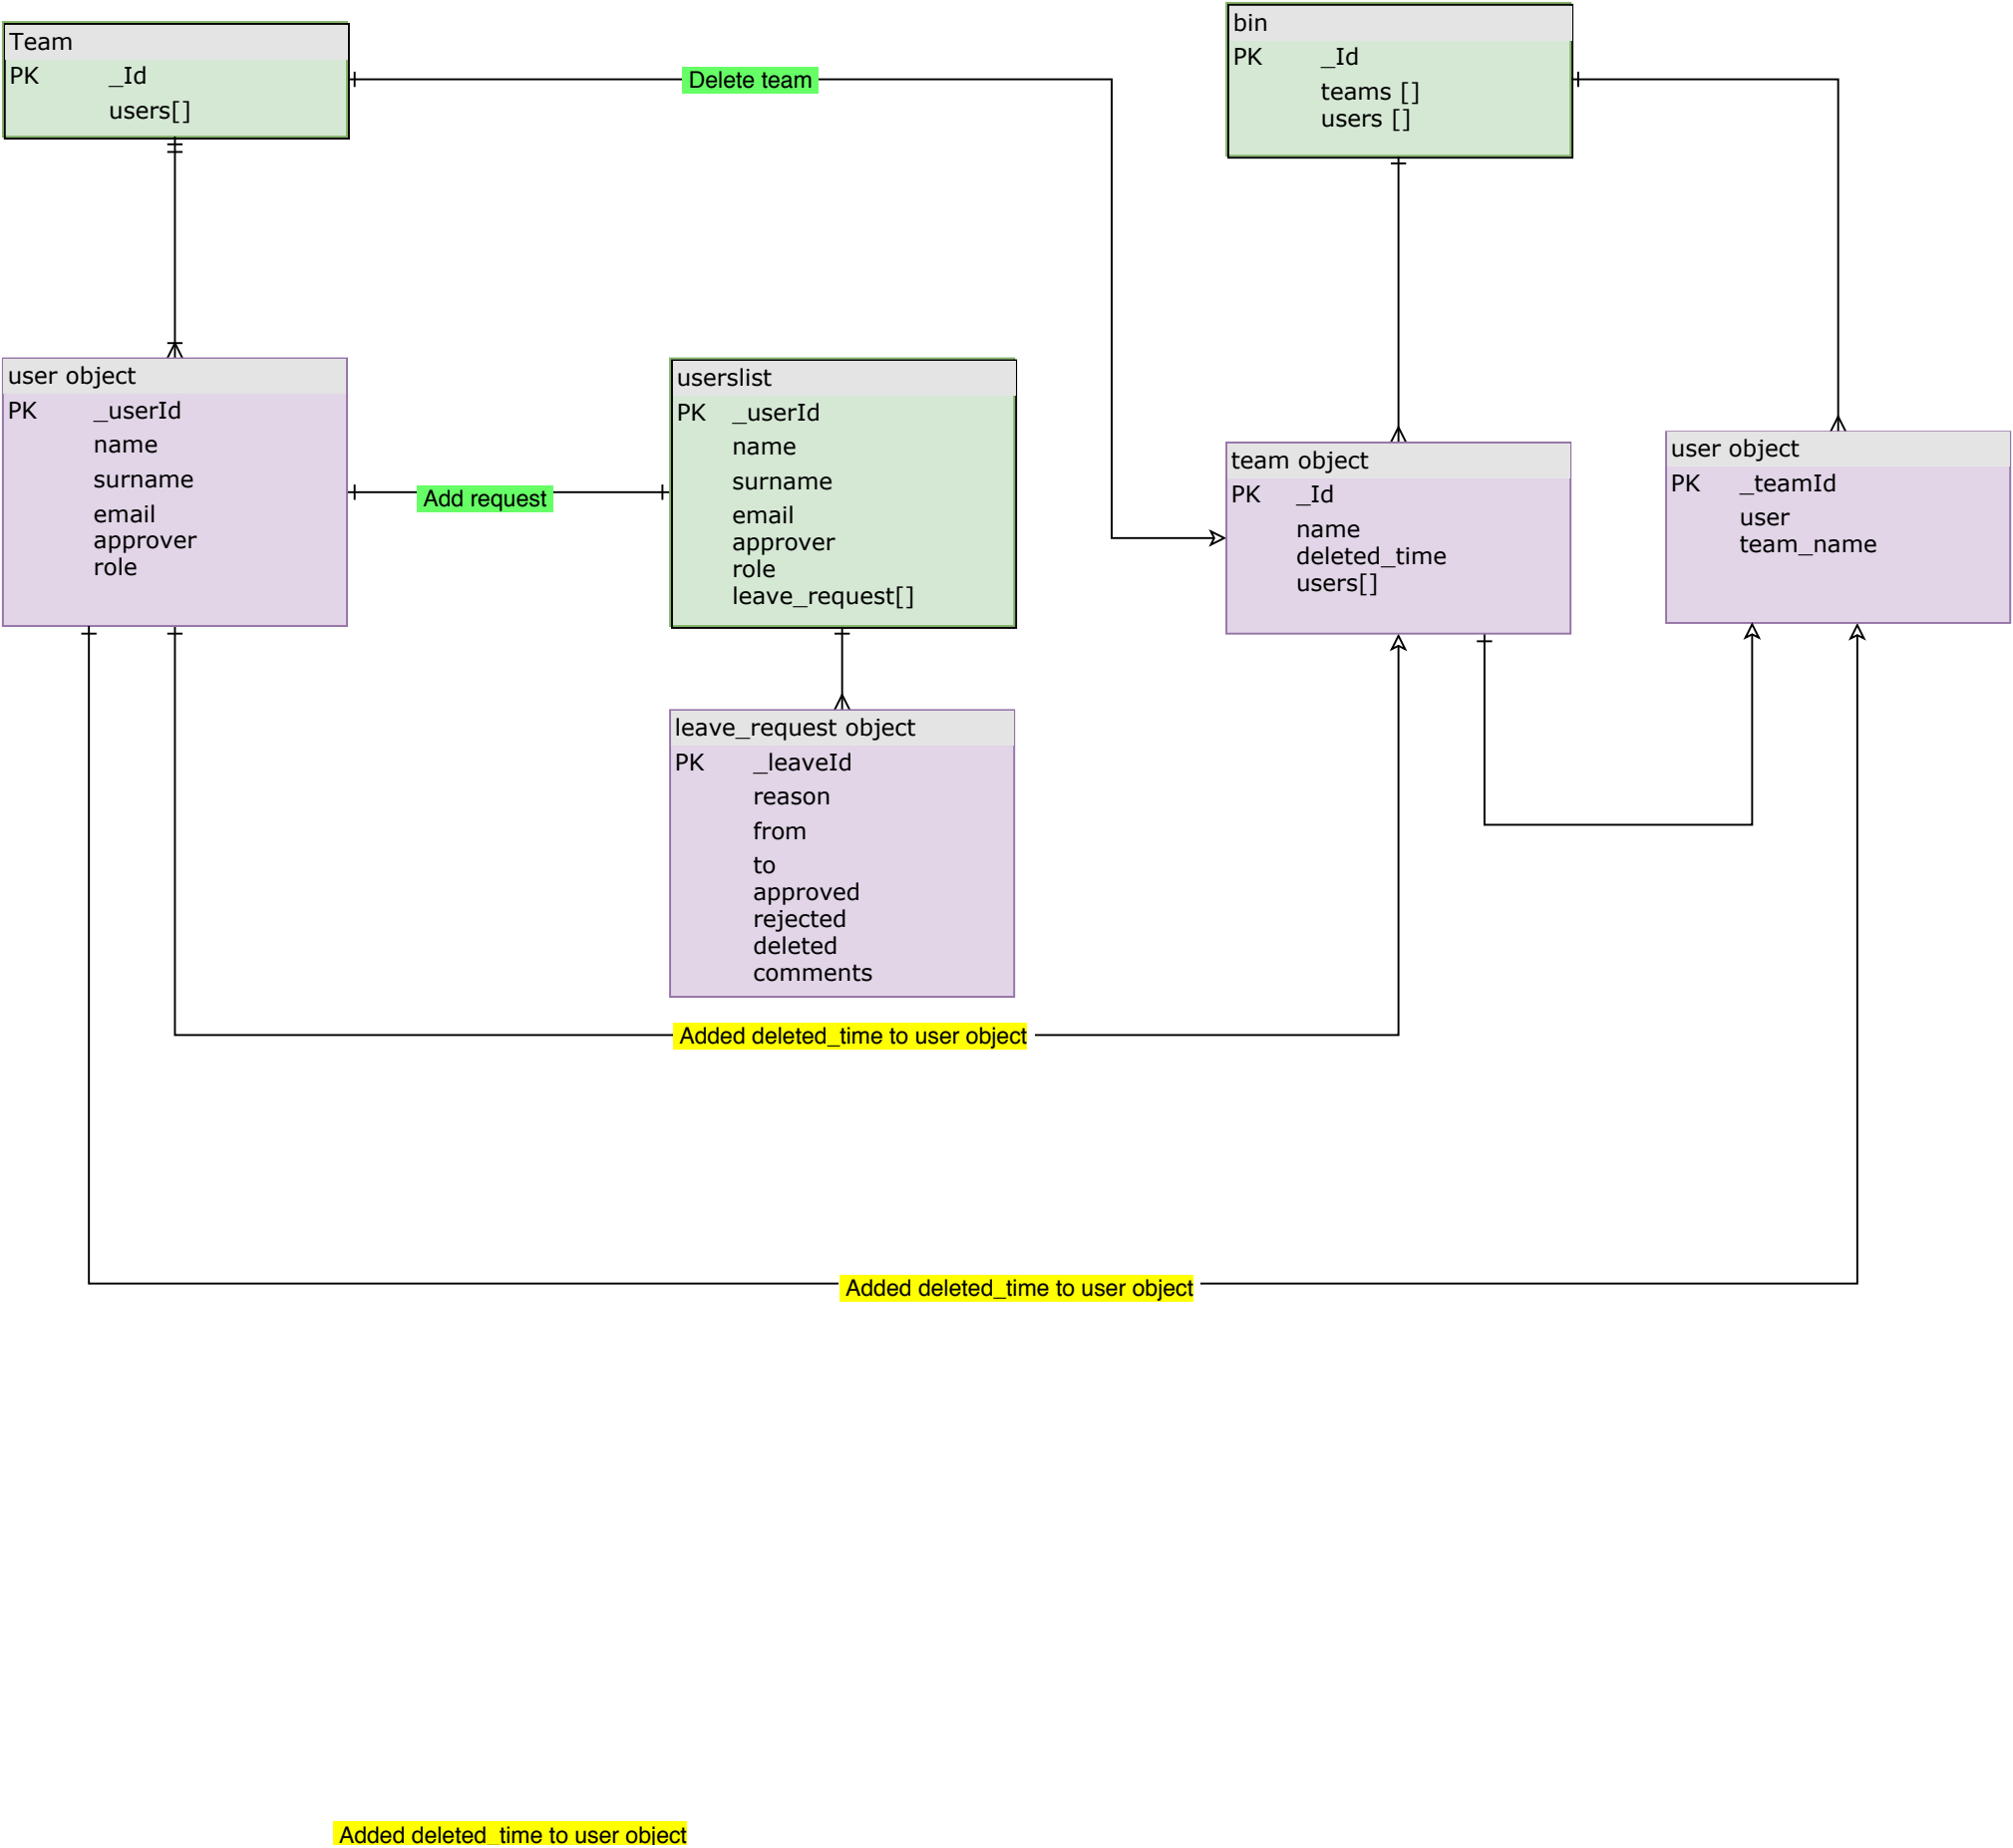 Team
PK _Id
users[]
Delete team
bin
PK _Id
teams []
users []
user object
PK _userId
name
surname
email
approver
role
Add request
userslist
PK _userId
name
surname
email
approver
role
leave_request[]
team object
PK _Id
name
deleted_time
users[]
user object
PK _teamId
user
team_name
leave_request object
PK _leaveId
reason
from
to
approved
rejected
deleted
comments
Added deleted_time to user object
Added deleted_time to user object
Added deleted_time to user object